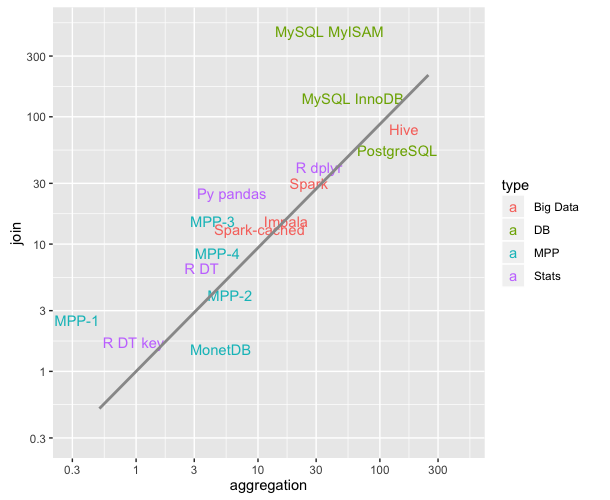 MySQL MyISAM
300
MySQL InnoDB
100
Hive
PostgreSQL
R dplyr
30
Spark
Py pandas
MPP-3
Impala
Spark-cached
10
MPP-4
R DT
MPP-2
3
MPP-1
R DT key
MonetDB
1
0.3
0.3 1 3 10 30 100 300
aggregation
join
type
a Big Data
a DB
a MPP
a Stats